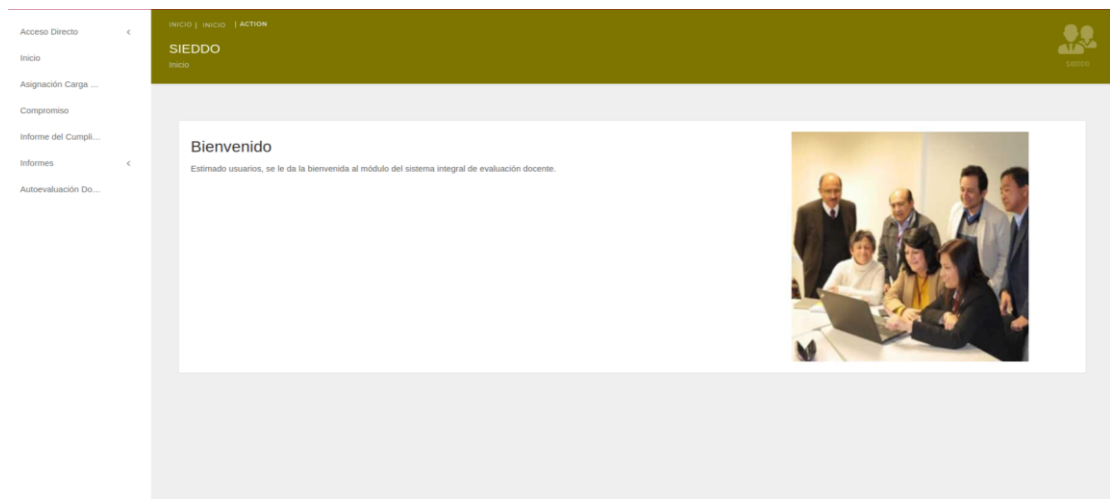 Acceso Directo
Inicio
Asignación Carga ...
Compromiso
Informe del Cumpli...
Informes
Autoevaluación Do...
INICIO | INICIO | ACTION
SIEDDO
Inicio
SIEDDO
Bienvenido
Estimado usuarios, se le da la bienvenida al módulo del sistema integral de evaluación docente.